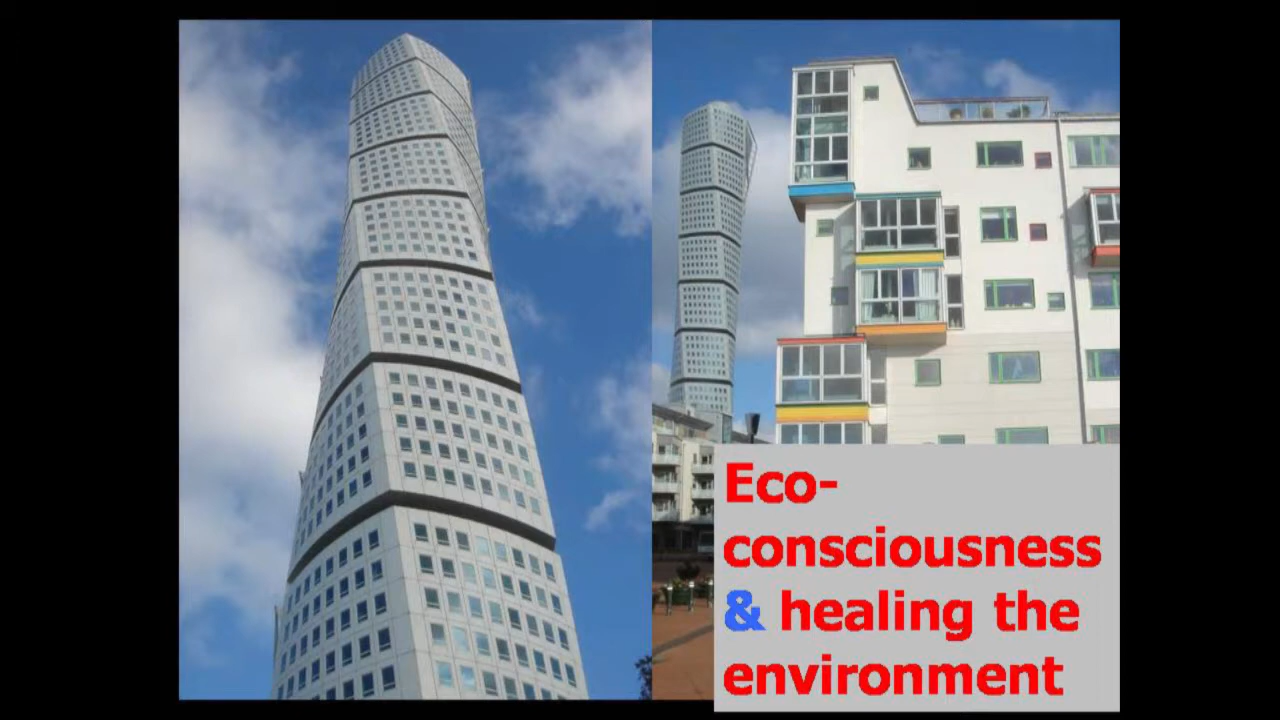 Eco-
consciousness
& healing the
environment